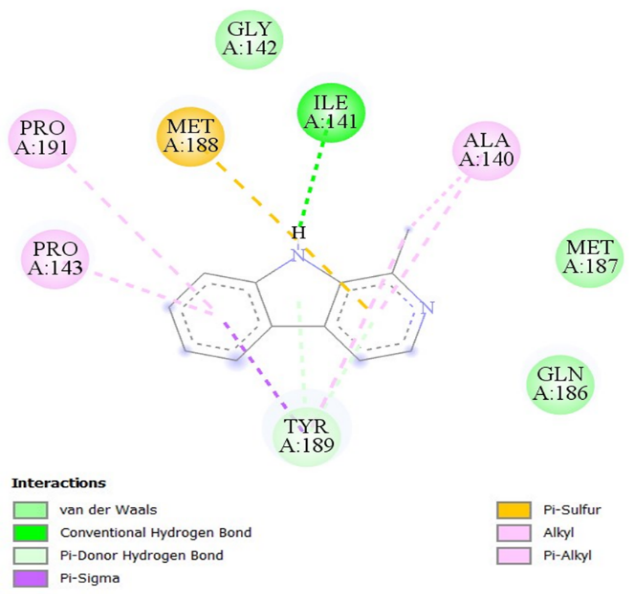 GLY
A:142
ILE
A:141
MET
A:188
PRO
A:191
ALA
A:140
H
N
PRO
A:143
MET
A:187
N
GLN
A:186
TYR
A:189
Interactions
van der Waals
Conventional Hydrogen Bond
Pi-Donor Hydrogen Bond
Pi-Sigma
Pi-Sulfur
Alkyl
Pi-Alkyl